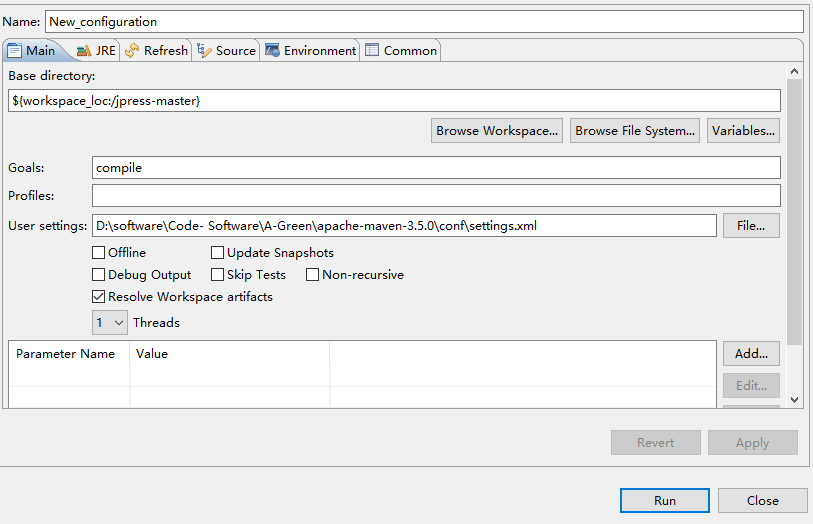 Name: New_configuration
Main JRE Refresh Source Environment Common
Base directory:
${workspace_loc:/jpress-master}
Browse Workspace... Browse File System... Variables...
Goals: compile
Profiles:
User settings: D:\software\Code- Software\A-Green\apache-maven-3.5.0\conf\settings.xml File...
Offline Update Snapshots
Debug Output Skip Tests Non-recursive
Resolve Workspace artifacts
1 Threads
Parameter Name Value Add...
Edit...
Revert Apply
Run Close